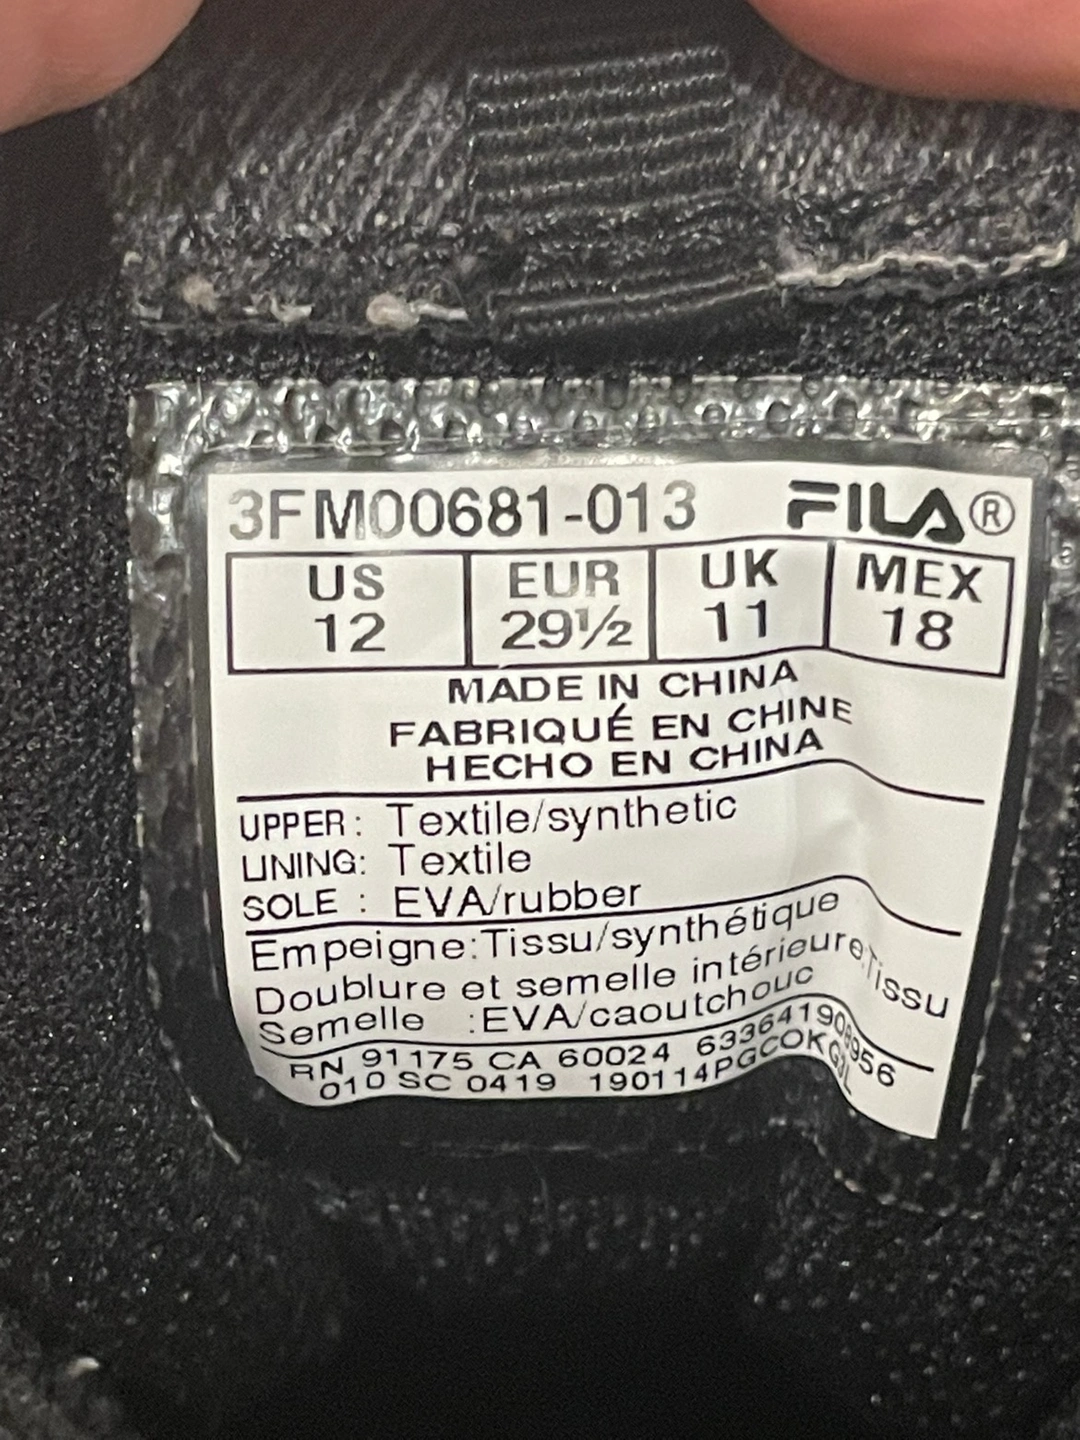 3FM00681-013 FILA®
US EUR UK MEX
12 29½ 11 18
MADE IN CHINA
FABRIQUÉ EN CHINE
HECHO EN CHINA
UPPER: Textile/synthetic
LINING: Textile
SOLE : EVA/rubber
Empeigne:Tissu/synthétique
Doublure et semelle intérieure:Tissu
Semelle :EVA/caoutchouc
RN 91175 CA 60024 633641908956
010 SC 0419